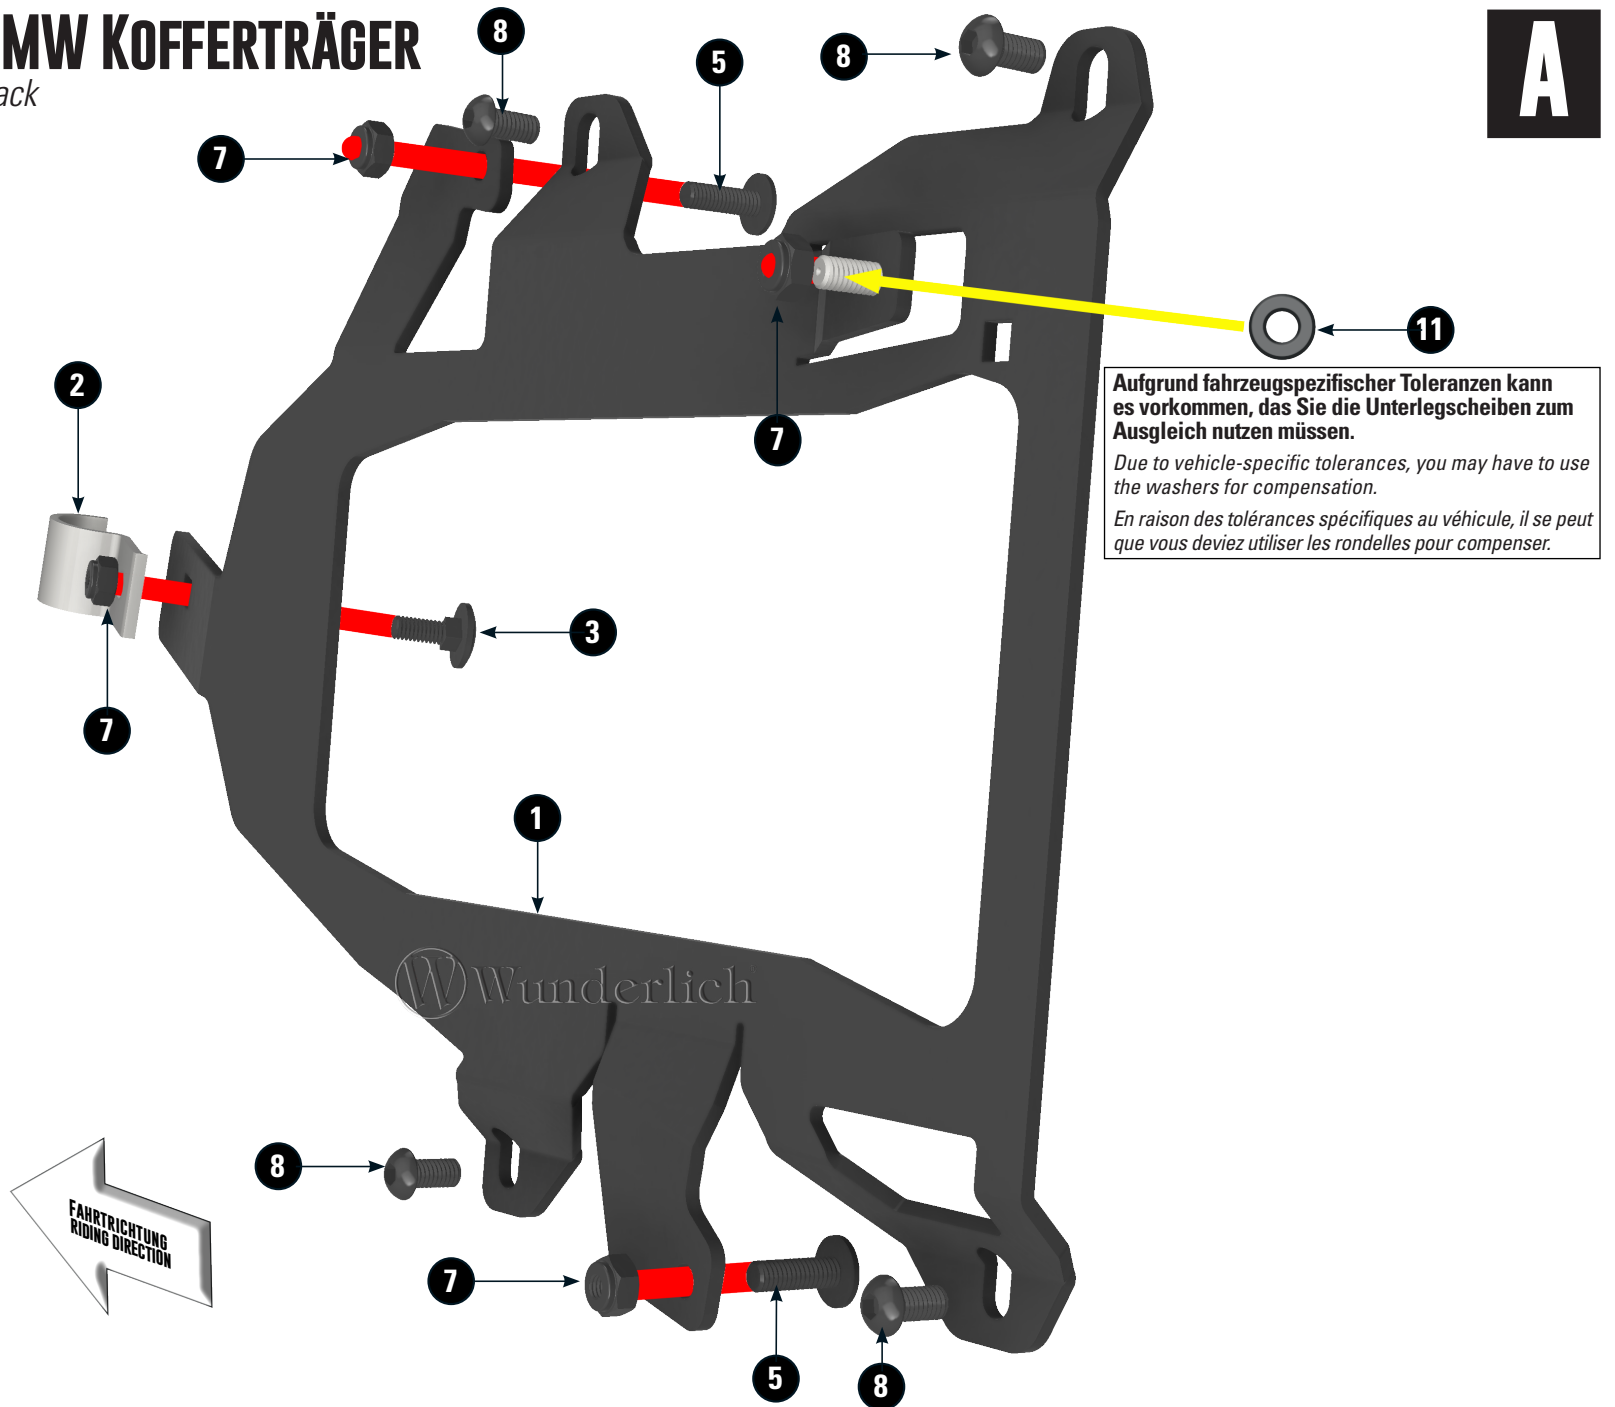 MW KOFFERTRÄGER
ack
A
8
5
8
7
11
2
7
Aufgrund fahrzeugspezifischer Toleranzen kann
es vorkommen, das Sie die Unterlegscheiben zum
Ausgleich nutzen müssen.
Due to vehicle-specific tolerances, you may have to use
the washers for compensation.
En raison des tolérances spécifiques au véhicule, il se peut
que vous deviez utiliser les rondelles pour compenser.
3
7
1
W Wunderlich
8
FAHRTRICHTUNG
RIDING DIRECTION
7
5
8